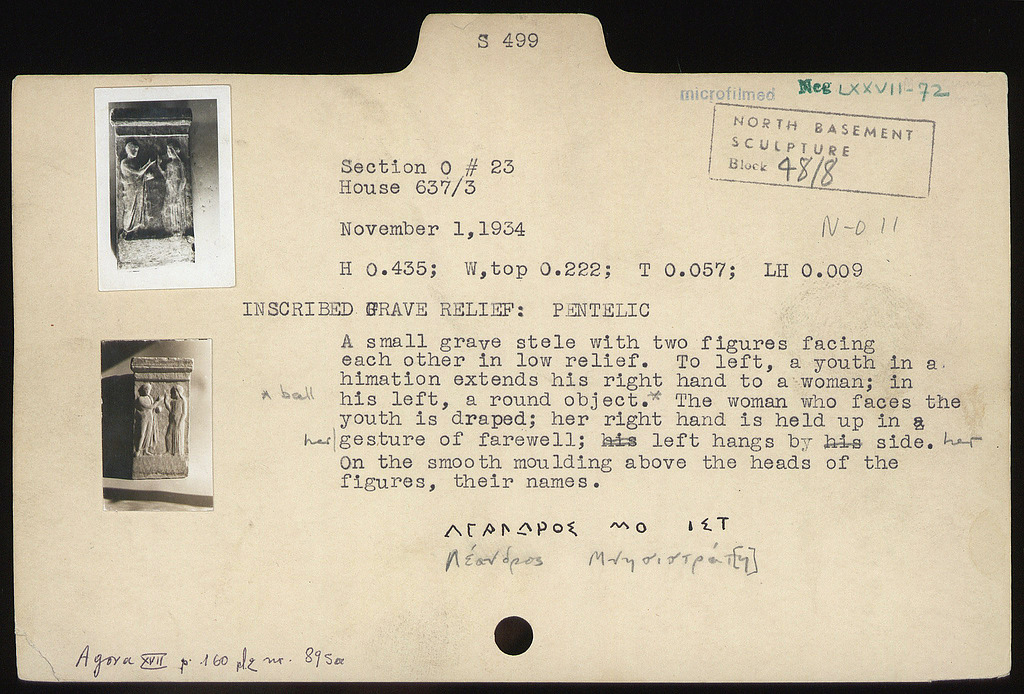 S 499
microfilmed Neg LXXVII-72
NORTH BASEMENT
SCULPTURE
Block 48/8
Section O # 23
House 637/3
November 1,1934
N-O 11
H 0.435; W,top 0.222; T 0.057; LH 0.009
INSCRIBED GRAVE RELIEF: PENTELIC
A small grave stele with two figures facing
each other in low relief. To left, a youth in a
himation extends his right hand to a woman; in
* ball his left, a round object.* The woman who faces the
youth is draped; her right hand is held up in a
her gesture of farewell; his left hangs by his side. her
On the smooth moulding above the heads of the
figures, their names.
ΜΟ ΙΣΤ
Λέανδρος Μνησιστράτ[η]
Agora XVII p. 160 nr. 895a